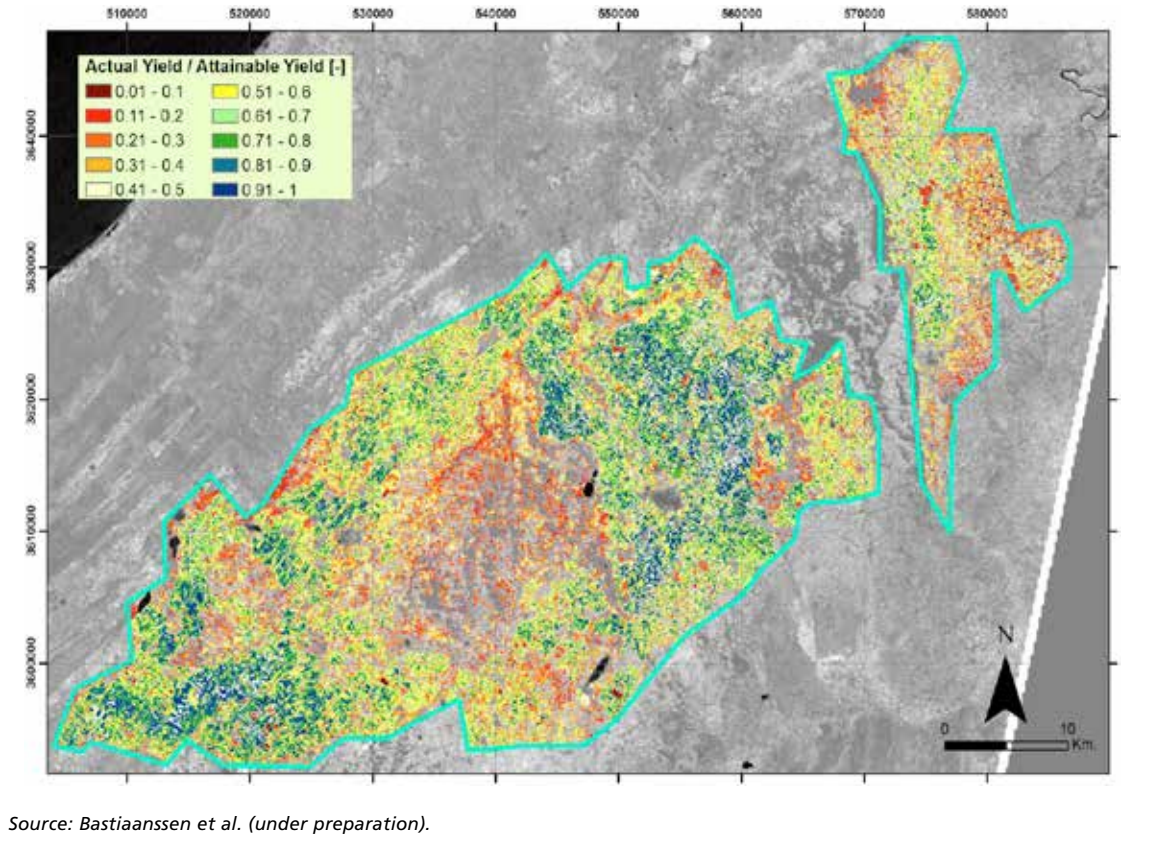 510000 520000 530000 540000 550000 560000 570000 580000
Actual Yield / Attainable Yield [-]
0.01 - 0.1 0.51 - 0.6
0.11 - 0.2 0.61 - 0.7
0.21 - 0.3 0.71 - 0.8
0.31 - 0.4 0.81 - 0.9
0.41 - 0.5 0.91 - 1
3640000
3630000
3620000
3610000
3600000
N
0 10
Km.
Source: Bastiaanssen et al. (under preparation).